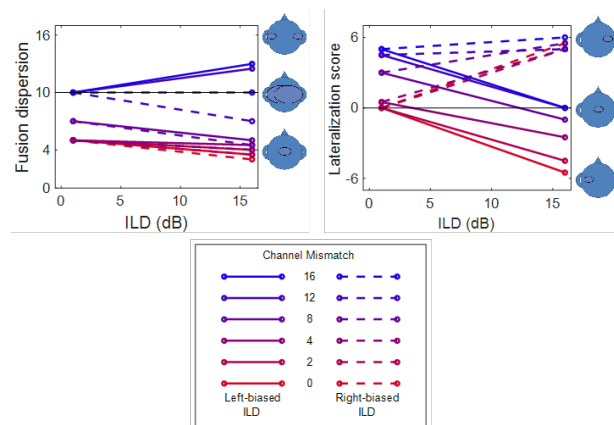 Fusion dispersion
16
10
4
0
0
5
10
15
ILD (dB)
Lateralization score
6
0
-6
0
5
10
15
ILD (dB)
Channel Mismatch
16
12
8
4
2
0
Left-biased
ILD
Right-biased
ILD